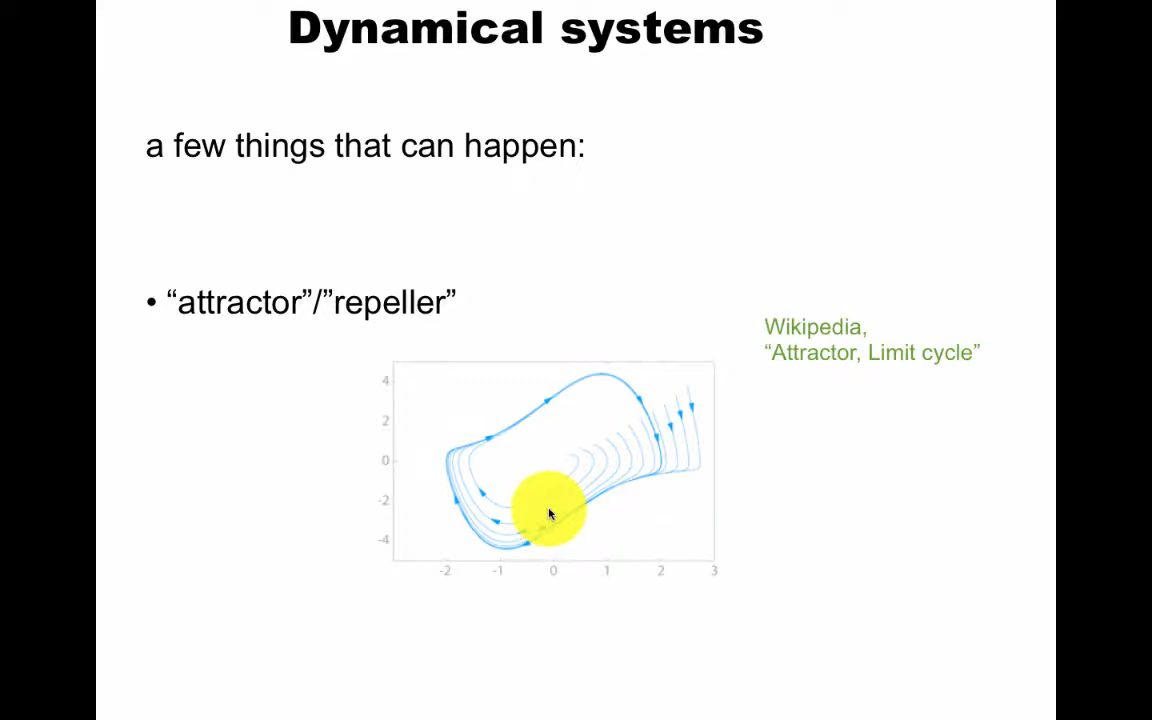 Dynamical systems
a few things that can happen:
• “attractor”/”repeller”
Wikipedia,
“Attractor, Limit cycle”
4
2
0
-2
-4
-2 -1 0 1 2 3